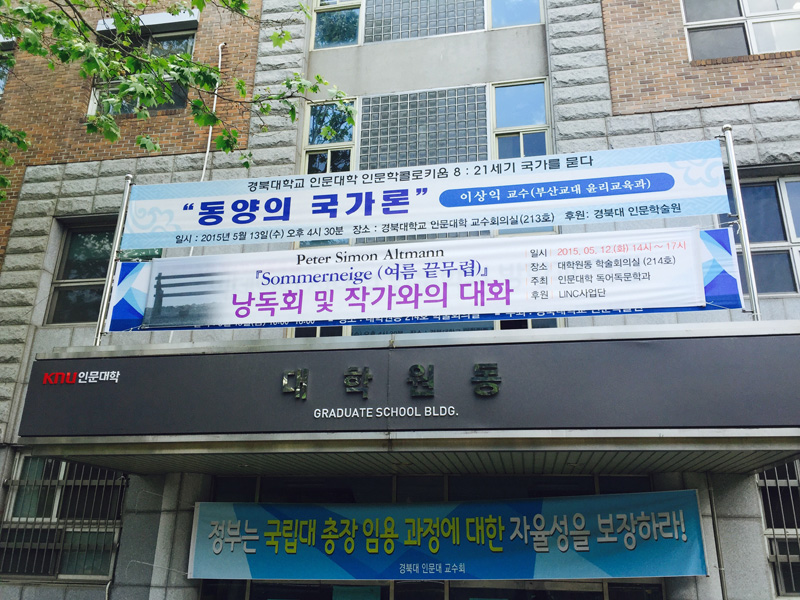 경북대학교 인문대학 인문학콜로키움 8 : 21세기 국가를 묻다
“동양의 국가론” 이상익 교수(부산교대 윤리교육과)
일시 : 2015년 5월 13일(수) 오후 4시 30분 장소 : 경북대학교 인문대학 교수회의실(213호) 후원: 경북대 인문학술원
Peter Simon Altmann
『Sommerneige (여름 끝무렵)』
낭독회 및 작가와의 대화
일시 : 2015. 05. 12 (화) 14시~17시
장소 : 대학원동 학술회의실 (214호)
주최 : 인문대학 독어독문학과
후원 : LINC사업단
KNU인문대학
대학원동
GRADUATE SCHOOL BLDG.
정부는 국립대 총장 임용 과정에 대한 자율성을 보장하라!
경북대 인문대 교수회